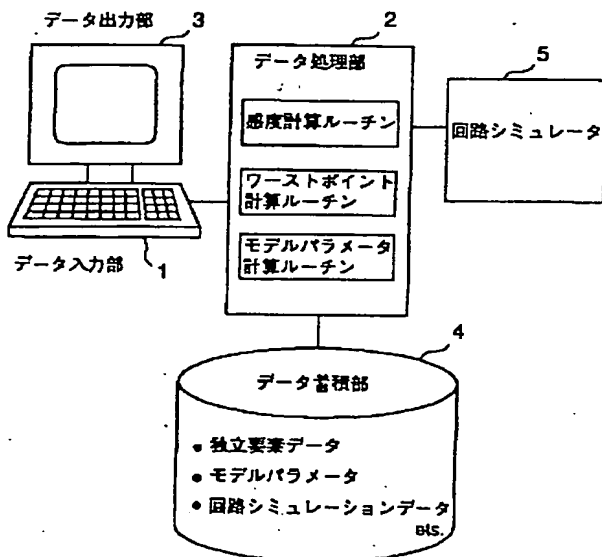 データ出力部
3
2
データ処理部
5
感度計算ルーチン
回路シミュレータ
ワーストポイント
計算ルーチン
モデルパラメータ
計算ルーチン
データ入力部
1
4
データ蓄積部
• 独立要素データ
• モデルパラメータ
• 回路シミュレーションデータ
ets.